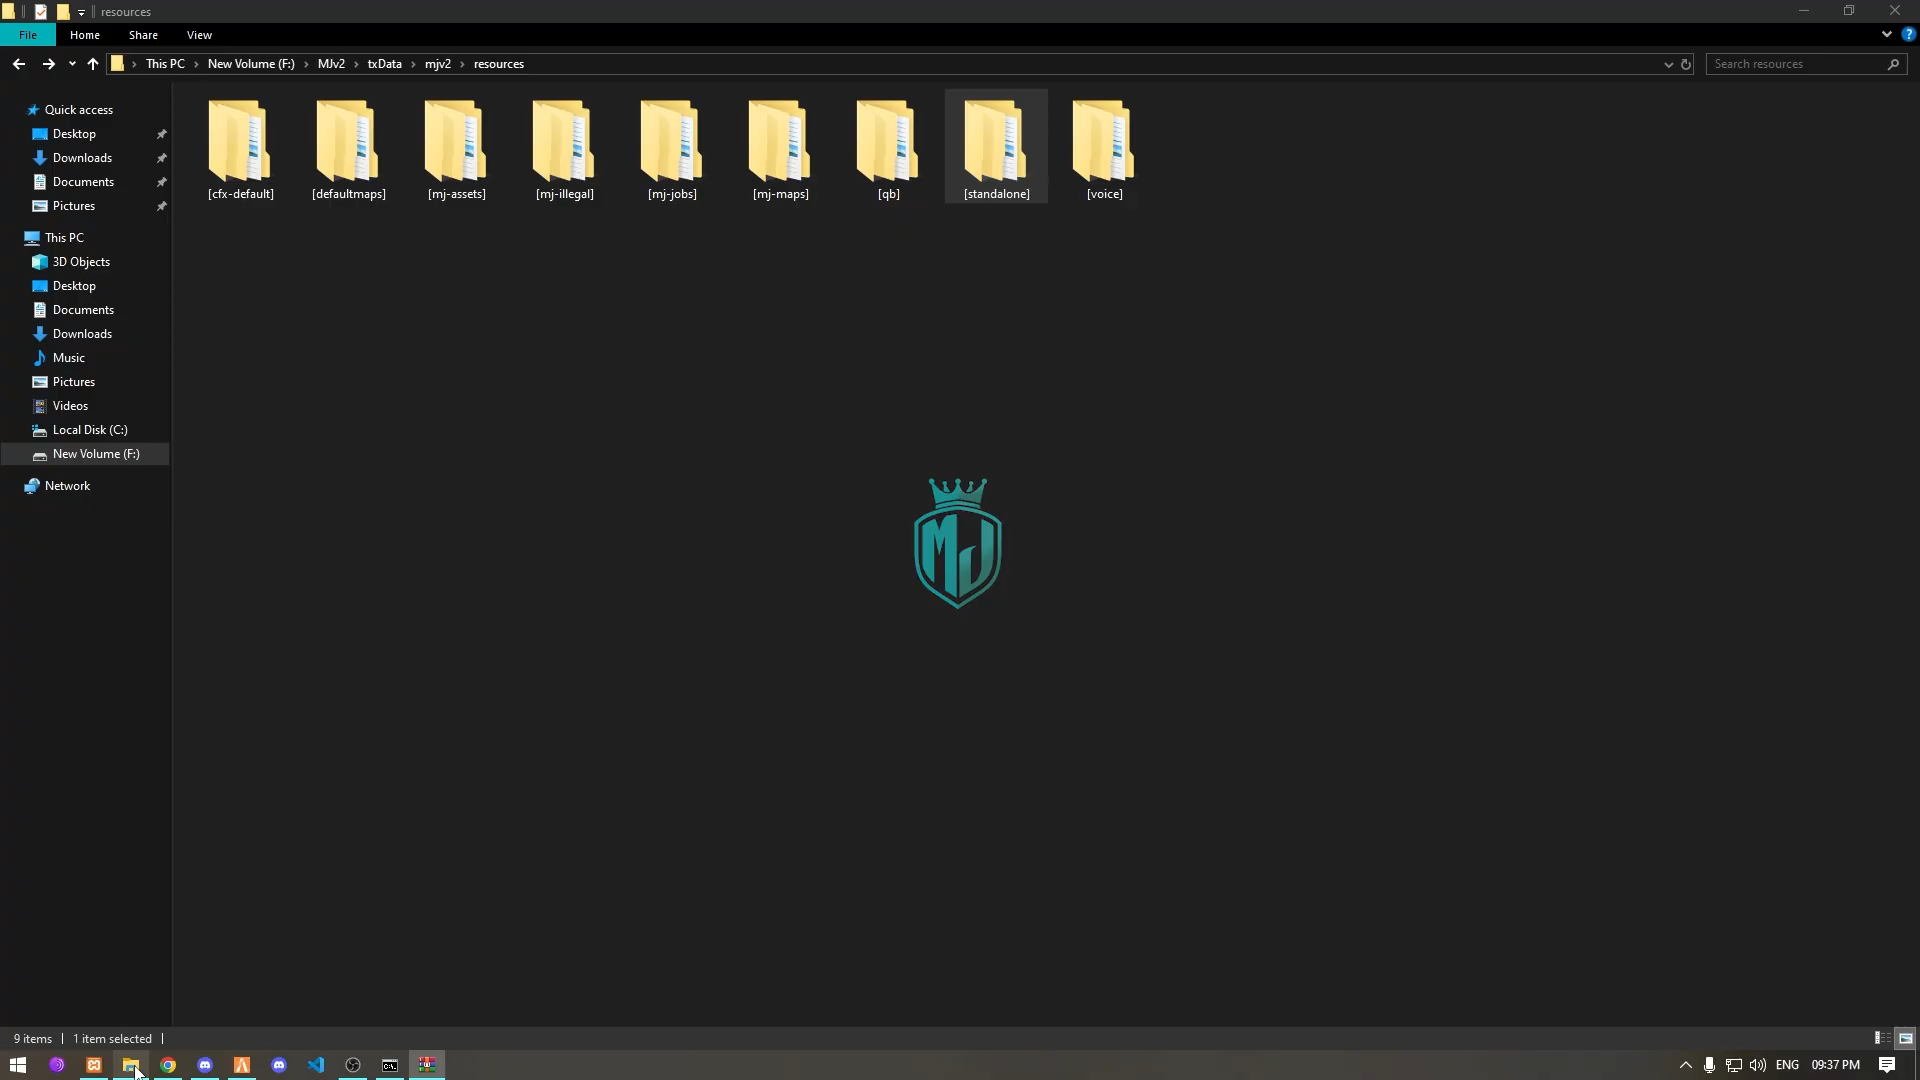 resources
File
Home
Share
View
This PC
New Volume (F:)
MJv2
txData
mjv2
resources
Search resources
Quick access
Desktop
Downloads
Documents
Pictures
This PC
3D Objects
Desktop
Documents
Downloads
Music
Pictures
Videos
Local Disk (C:)
New Volume (F:)
Network
[cfx-default]
[defaultmaps]
[mj-assets]
[mj-illegal]
[mj-jobs]
[mj-maps]
[qb]
[standalone]
[voice]
MJ
9 items
1 item selected
ENG
09:37 PM